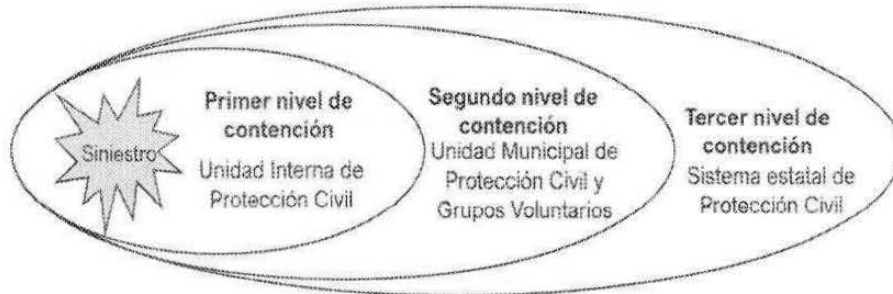 Siniestro
Primer nivel de
contención
Unidad Interna de
Protección Civil
Segundo nivel de
contención
Unidad Municipal de
Protección Civil y
Grupos Voluntarios
Tercer nivel de
contención
Sistema estatal de
Protección Civil